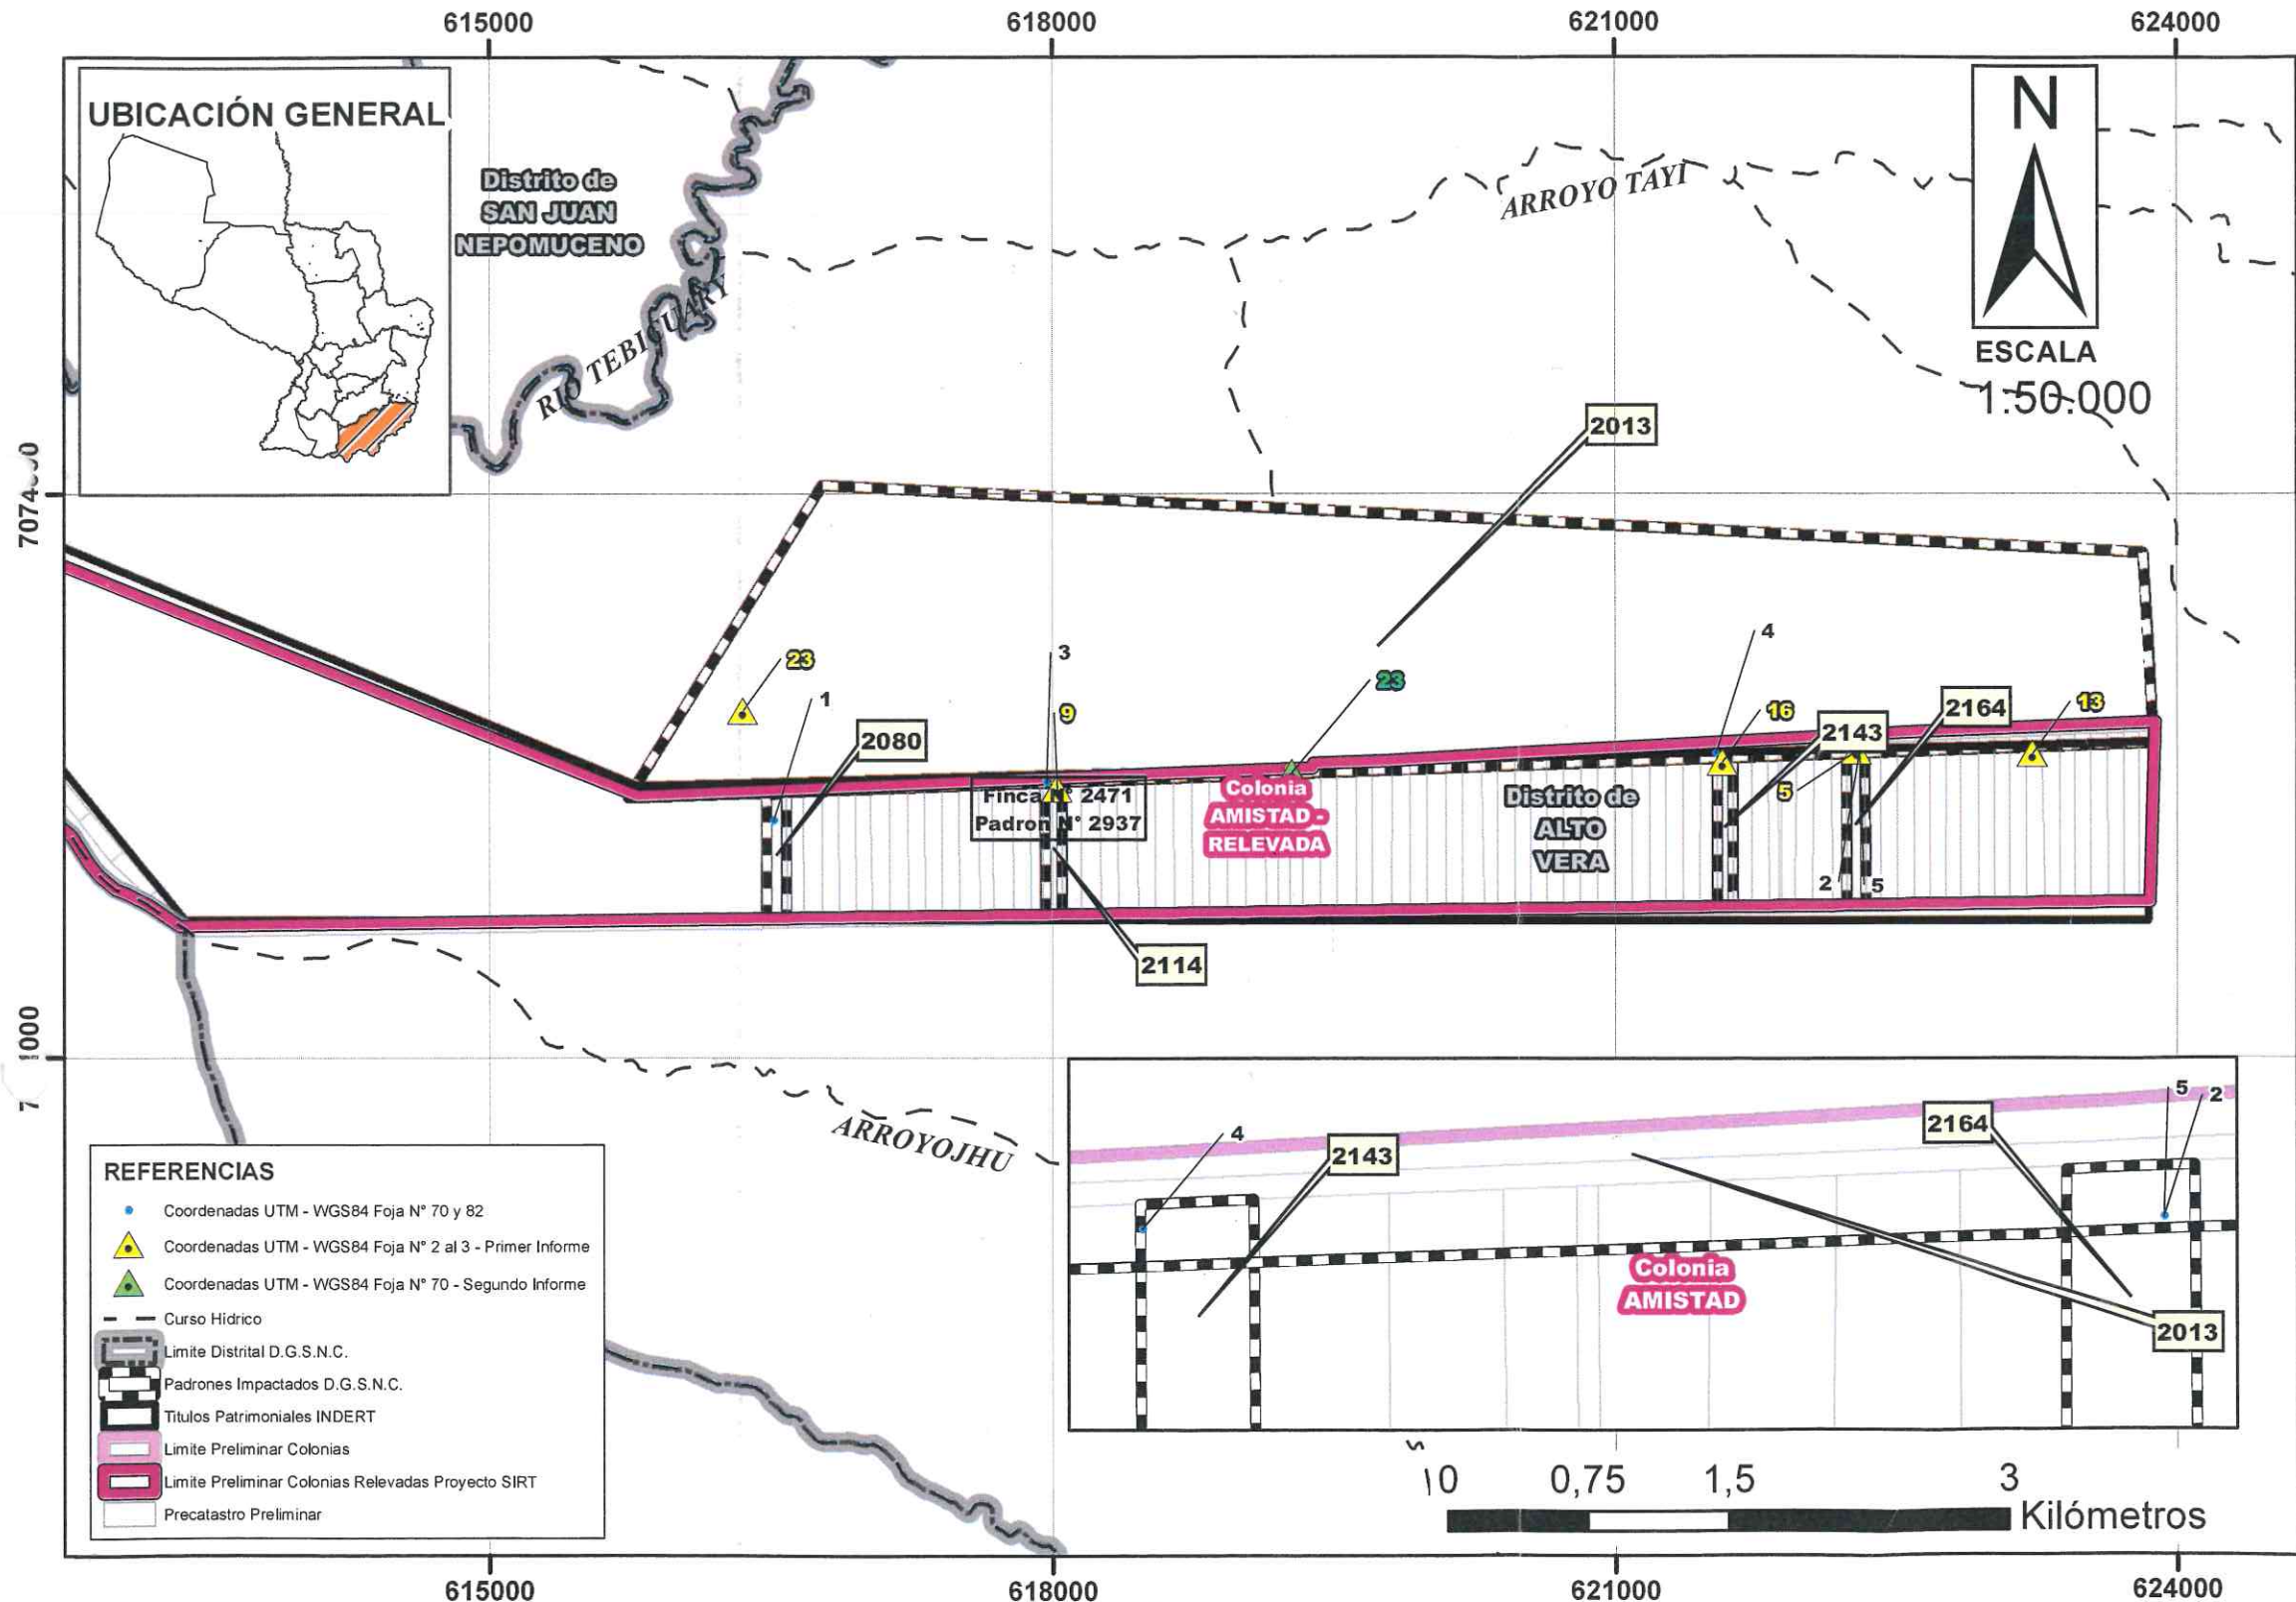 615000
618000
621000
624000
UBICACIÓN GENERAL
Distrito de
SAN JUAN
NEPOMUCENO
N
ESCALA
1:50.000
ARROYO TAYI
RIO TEBICUARY
2013
23
1
2080
3
9
23
4
16
2143
2164
13
5
Finca N° 2471
Padron N° 2937
Colonia
AMISTAD -
RELEVADA
Distrito de
ALTO
VERA
2
5
2114
ARROYOJHU
4
2143
2164
5
2
Colonia
AMISTAD
2013
REFERENCIAS
Coordenadas UTM - WGS84 Foja N° 70 y 82
Coordenadas UTM - WGS84 Foja N° 2 al 3 - Primer Informe
Coordenadas UTM - WGS84 Foja N° 70 - Segundo Informe
Curso Hídrico
Limite Distrital D.G.S.N.C.
Padrones Impactados D.G.S.N.C.
Titulos Patrimoniales INDERT
Limite Preliminar Colonias
Limite Preliminar Colonias Relevadas Proyecto SIRT
Precatastro Preliminar
0 0,75 1,5 3
Kilómetros
615000
618000
621000
624000